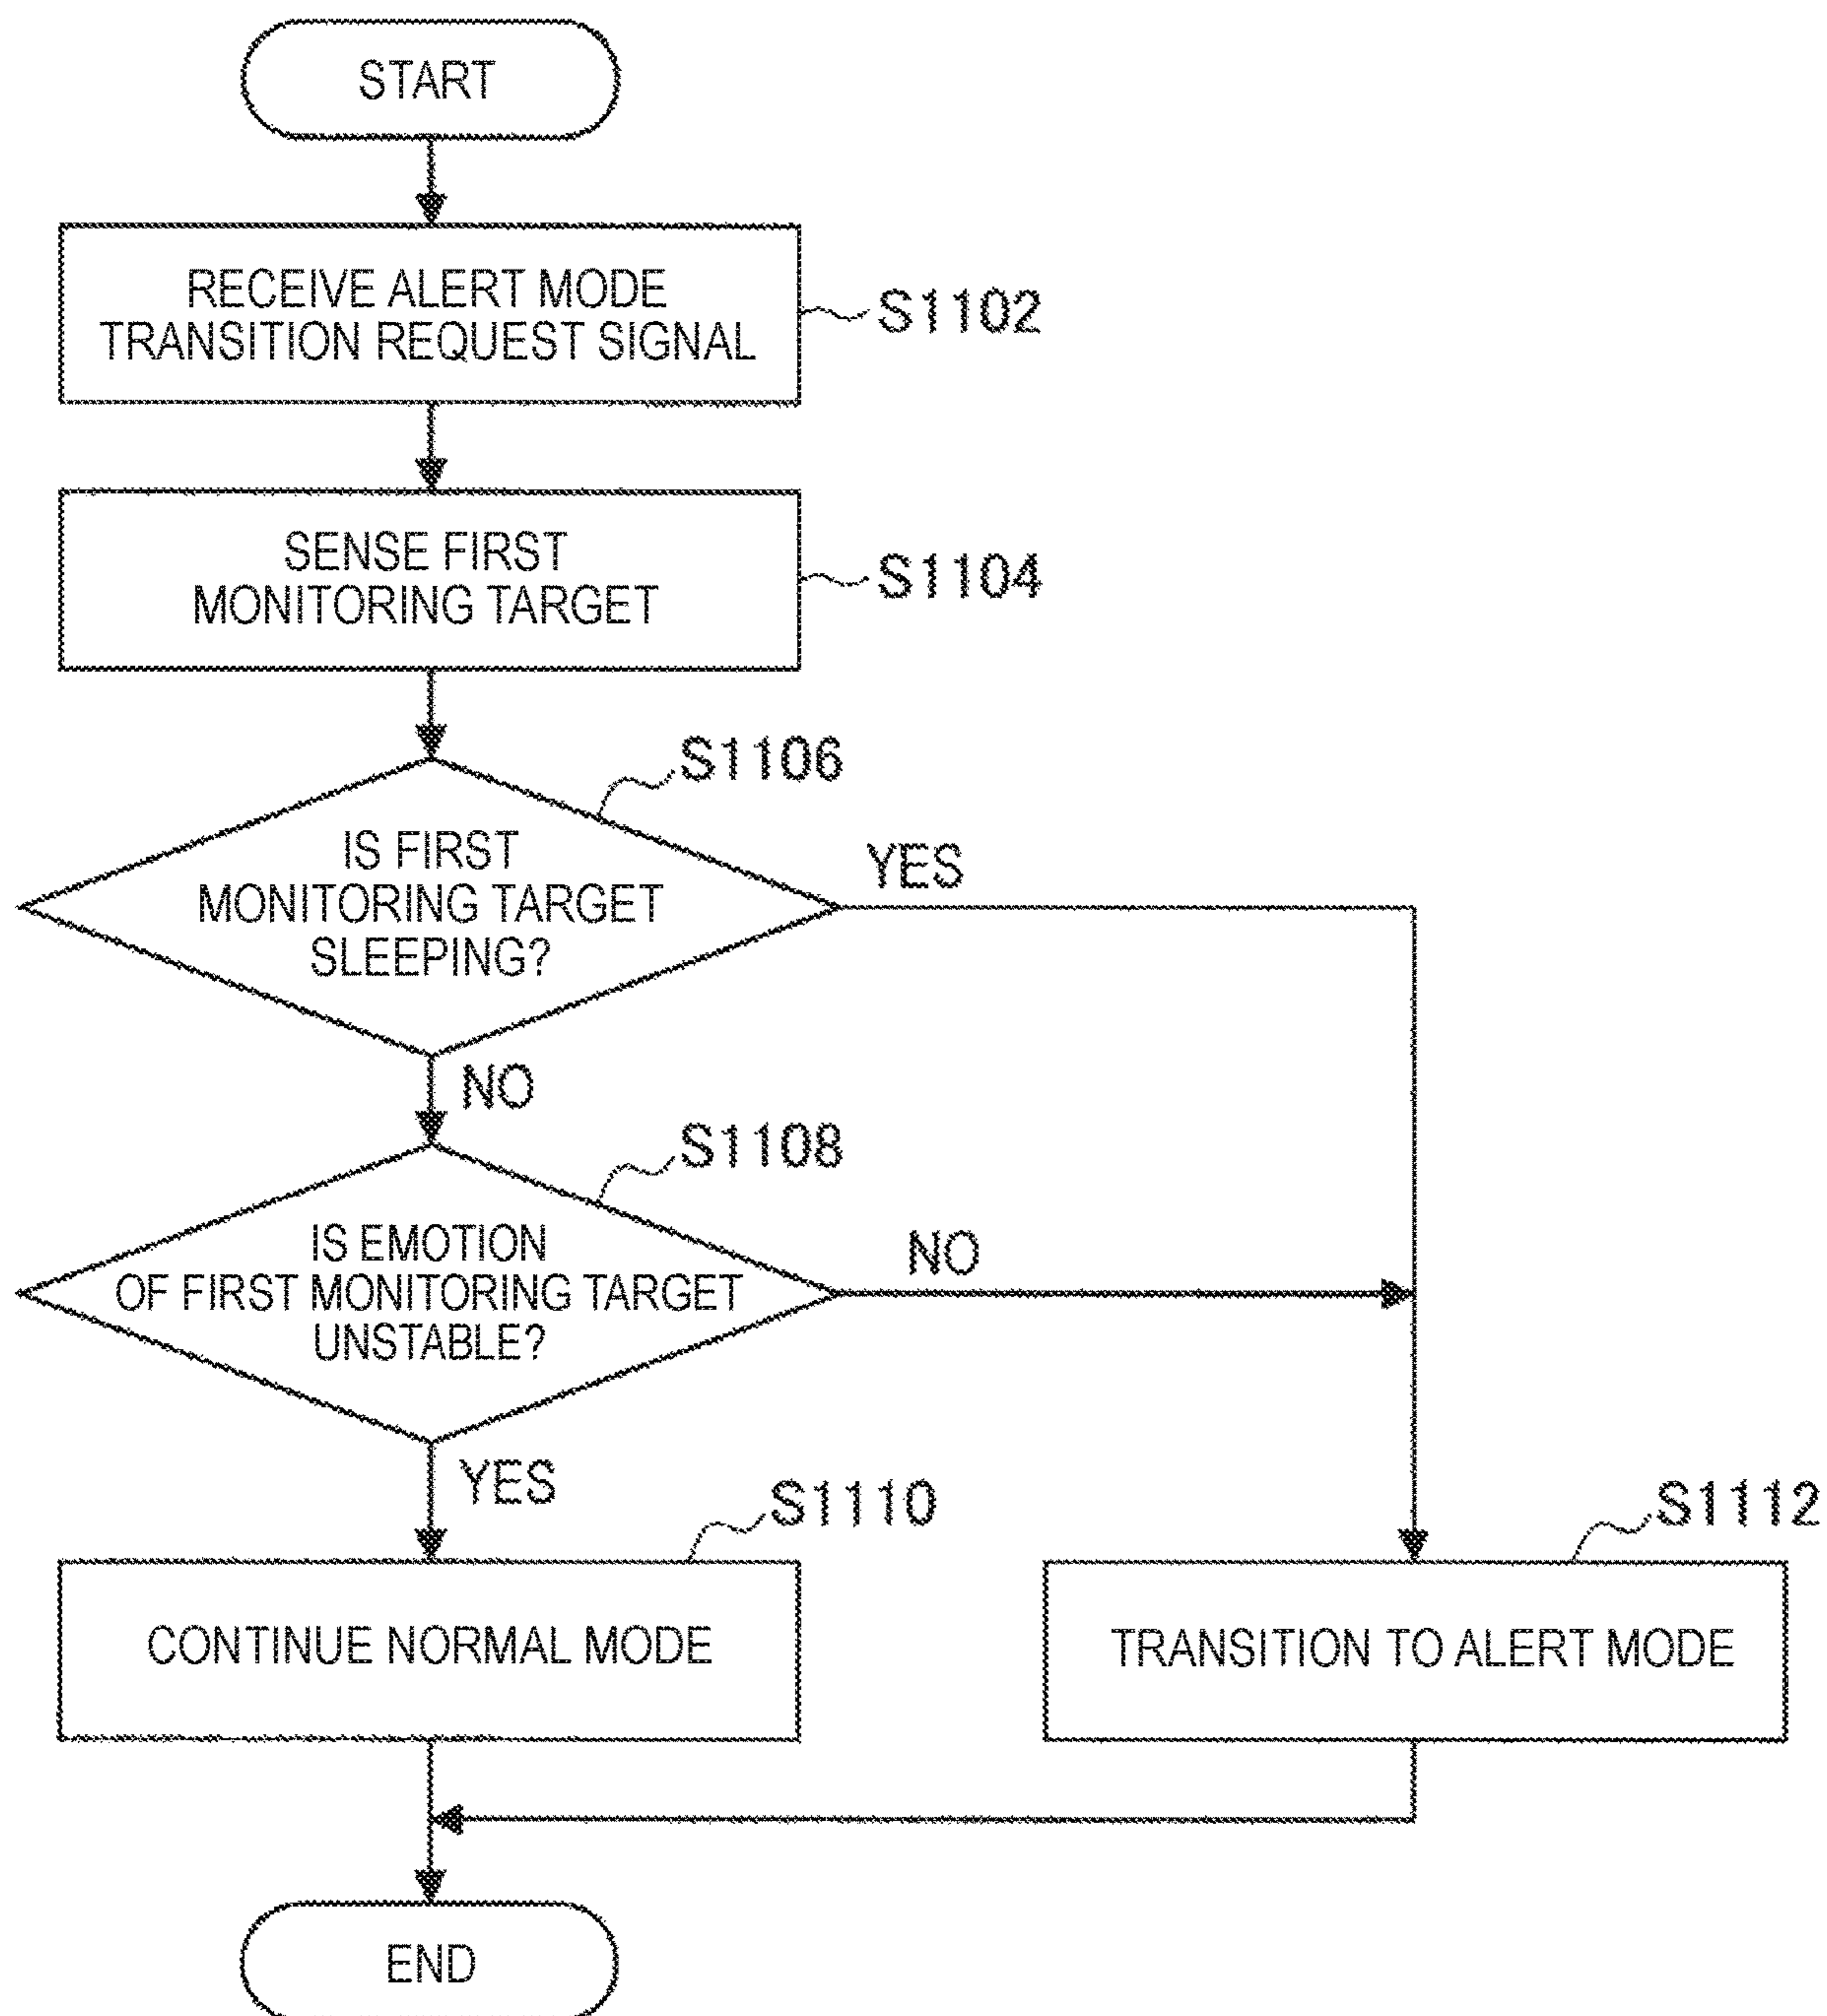 START
RECEIVE ALERT MODE
TRANSITION REQUEST SIGNAL
S1102
SENSE FIRST
MONITORING TARGET
S1104
S1106
IS FIRST
MONITORING TARGET
SLEEPING?
YES
NO
S1108
IS EMOTION
OF FIRST MONITORING TARGET
UNSTABLE?
NO
YES
S1110
CONTINUE NORMAL MODE
S1112
TRANSITION TO ALERT MODE
END